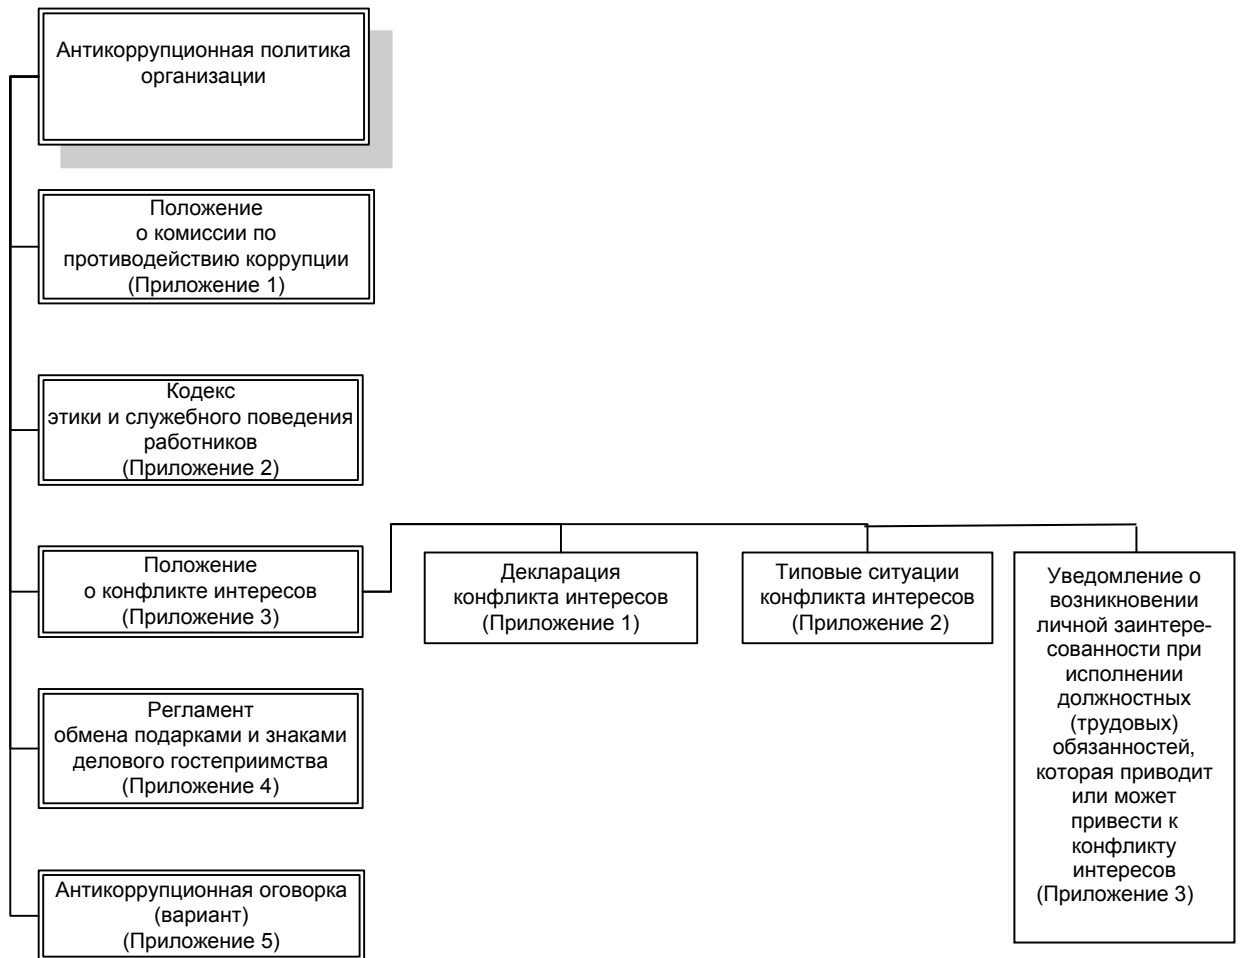 Антикоррупционная политика
организации
Положение
о комиссии по
противодействию коррупции
(Приложение 1)
Кодекс
этики и служебного поведения
работников
(Приложение 2)
Положение
о конфликте интересов
(Приложение 3)
Декларация
конфликта интересов
(Приложение 1)
Типовые ситуации
конфликта интересов
(Приложение 2)
Уведомление о
возникновении
личной заинтере-
сованности при
исполнении
должностных
(трудовых)
обязанностей,
которая приводит
или может
привести к
конфликту
интересов
(Приложение 3)
Регламент
обмена подарками и знаками
делового гостеприимства
(Приложение 4)
Антикоррупционная оговорка
(вариант)
(Приложение 5)